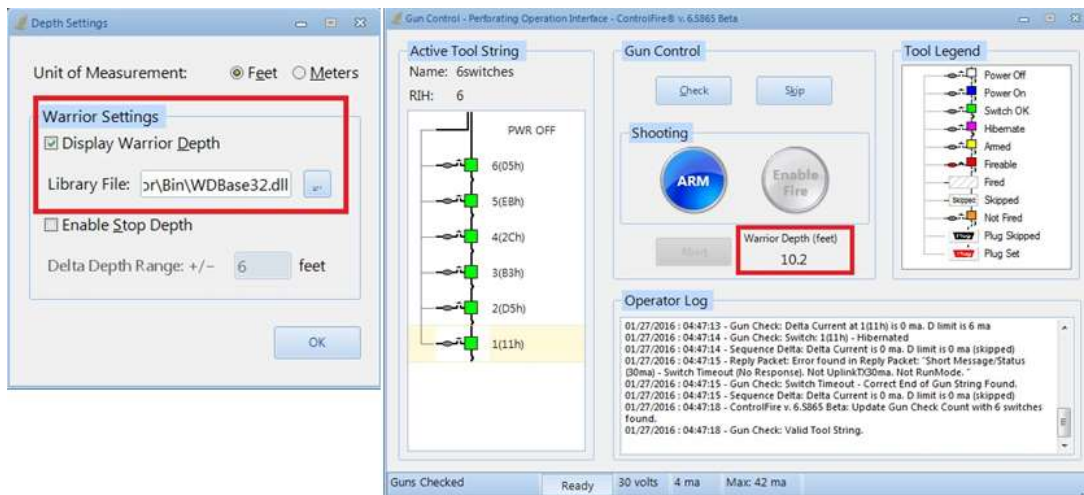 Depth Settings
Unit of Measurement: Feet Meters
Warrior Settings
Display Warrior Depth
Library File: or\Bin\WDBase32.dll
Enable Stop Depth
Delta Depth Range: +/- 6 feet
OK
Gun Control - Perforating Operation Interface - ControlFire® v. 6.5865 Beta
Active Tool String
Name: 6switches
RIH: 6
PWR OFF
6(05h)
5(EBh)
4(2Ch)
3(B3h)
2(D5h)
1(11h)
Gun Control
Check Skip
Shooting
ARM
Enable
Fire
Abort
Warrior Depth (feet)
10.2
Tool Legend
Power Off
Power On
Switch OK
Hibernate
Armed
Fireable
Fired
Skipped Skipped
Not Fired
Plug Plug Skipped
Plug Plug Set
Operator Log
01/27/2016 : 04:47:13 - Gun Check: Delta Current at 1(11h) is 0 ma. D limit is 6 ma
01/27/2016 : 04:47:14 - Gun Check: Switch: 1(11h) - Hibernated
01/27/2016 : 04:47:14 - Sequence Delta: Delta Current is 0 ma. D limit is 0 ma (skipped)
01/27/2016 : 04:47:15 - Reply Packet: Error found in Reply Packet: "Short Message/Status
(30ma) - Switch Timeout (No Response). Not UplinkTX30ma. Not RunMode. "
01/27/2016 : 04:47:15 - Gun Check: Switch Timeout - Correct End of Gun String Found.
01/27/2016 : 04:47:15 - Sequence Delta: Delta Current is 0 ma. D limit is 0 ma (skipped)
01/27/2016 : 04:47:18 - ControlFire v. 6.5865 Beta: Update Gun Check Count with 6 switches
found.
01/27/2016 : 04:47:18 - Gun Check: Valid Tool String.
Guns Checked Ready 30 volts 4 ma Max: 42 ma